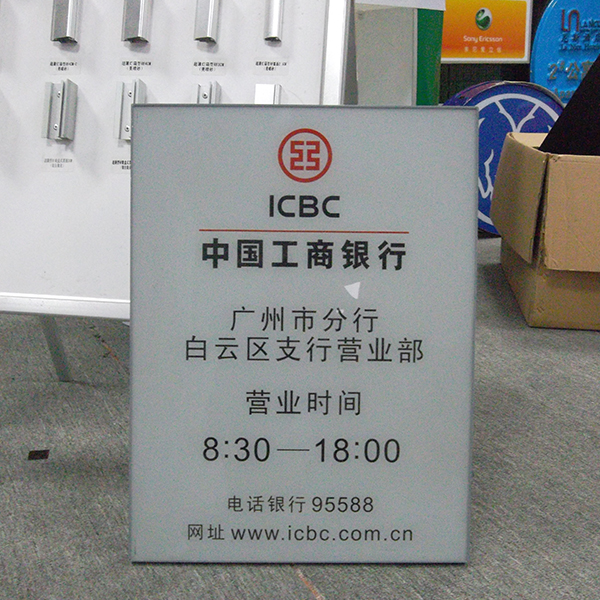 Sony Ericsson
ICBC
中国工商银行
广州市分行
白云区支行营业部
营业时间
8:30—18:00
电话银行 95588
网址 www.icbc.com.cn